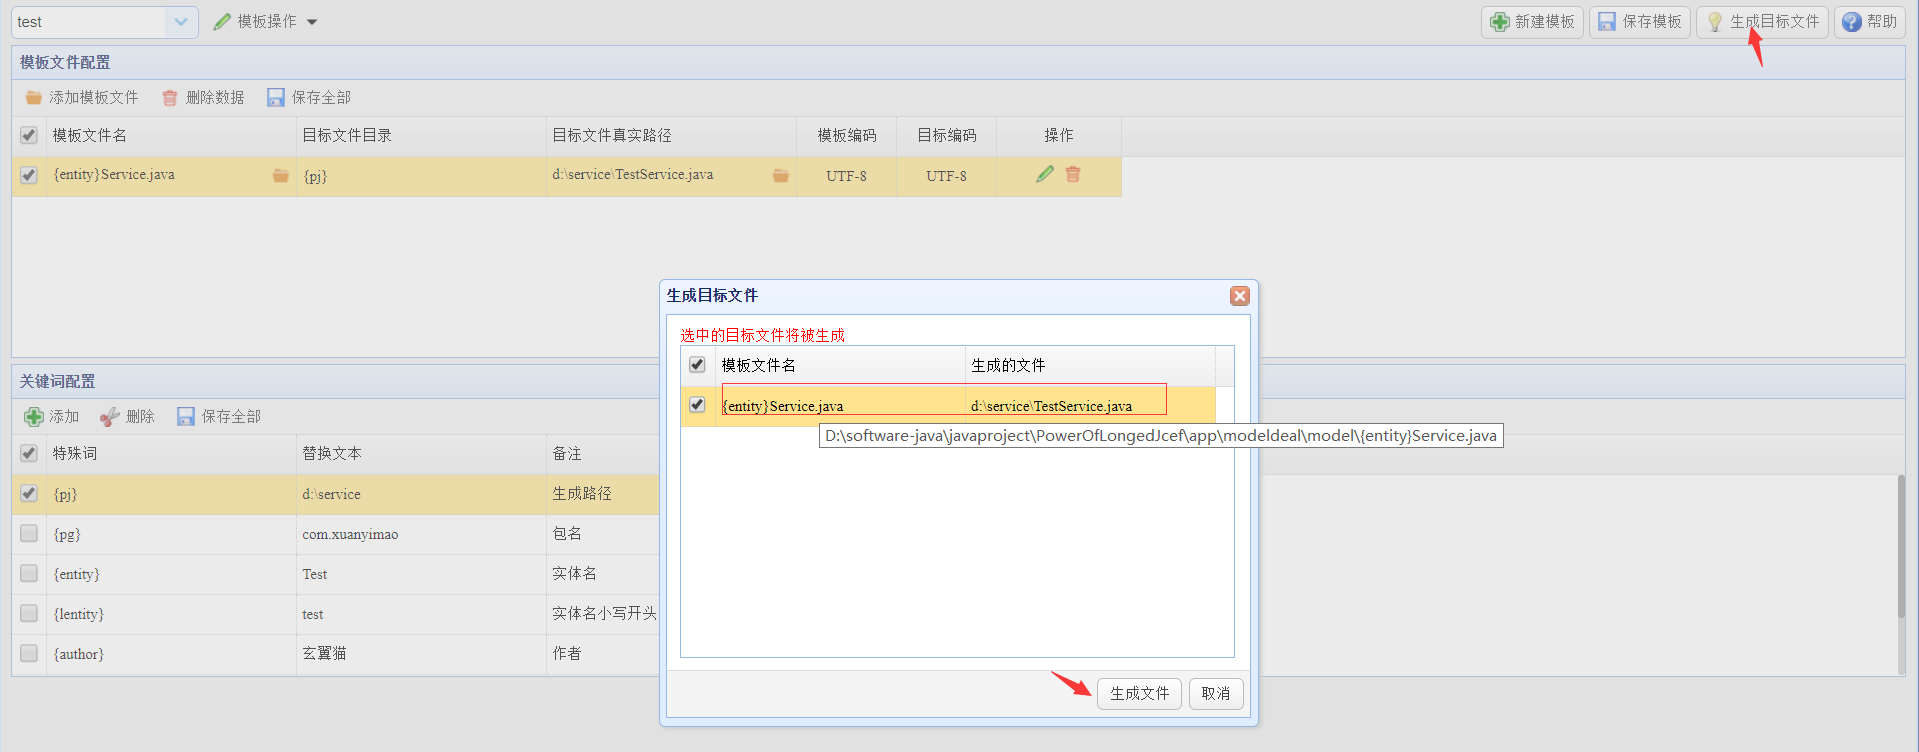 test 模板操作 新建模板 保存模板 生成目标文件 帮助
模板文件配置
添加模板文件 删除数据 保存全部
模板文件名 目标文件目录 目标文件真实路径 模板编码 目标编码 操作
{entity}Service.java {pj} d:\service\TestService.java UTF-8 UTF-8
关键词配置
添加 删除 保存全部
特殊词 替换文本 备注
{pj} d:\service 生成路径
{pg} com.xuanyimao 包名
{entity} Test 实体名
{lentity} test 实体名小写开头
{author} 玄翼猫 作者
生成目标文件
选中的目标文件将被生成
模板文件名 生成的文件
{entity}Service.java d:\service\TestService.java
D:\software-java\javaproject\PowerOfLongedJcef\app\modeldeal\model\{entity}Service.java
生成文件 取消